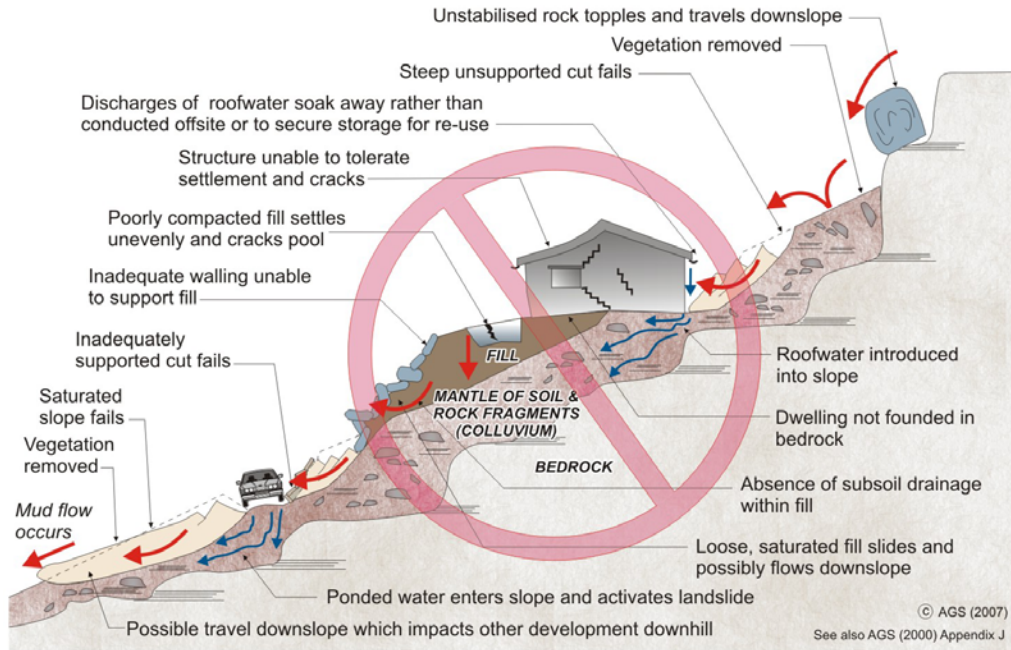 Unstabilised rock topples and travels downslope
Vegetation removed
Steep unsupported cut fails
Discharges of roofwater soak away rather than
conducted offsite or to secure storage for re-use
Structure unable to tolerate
settlement and cracks
Poorly compacted fill settles
unevenly and cracks pool
Inadequate walling unable
to support fill
Inadequately
supported cut fails
Saturated
slope fails
Vegetation
removed
Mud flow
occurs
FILL
MANTLE OF SOIL &
ROCK FRAGMENTS
(COLLUVIUM)
BEDROCK
Roofwater introduced
into slope
Dwelling not founded in
bedrock
Absence of subsoil drainage
within fill
Loose, saturated fill slides and
possibly flows downslope
Ponded water enters slope and activates landslide
Possible travel downslope which impacts other development downhill
© AGS (2007)
See also AGS (2000) Appendix J